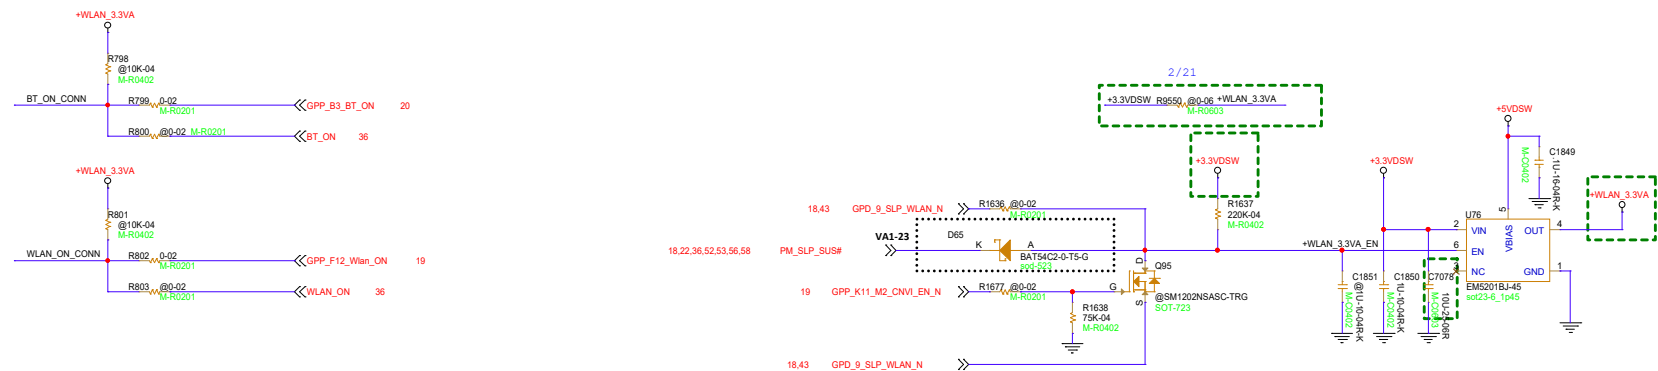 +WLAN_3.3VA
R798
@10K-04
M-R0402
BT_ON_CONN
R799 0-02
M-R0201
GPP_B3_BT_ON 20
R800 @0-02 M-R0201
BT_ON 36
+WLAN_3.3VA
R801
@10K-04
M-R0402
WLAN_ON_CONN
R802 0-02
M-R0201
GPP_F12_Wlan_ON 19
R803 @0-02
M-R0201
WLAN_ON 36
2/21
+3.3VDSW R9550 @0-06 +WLAN_3.3VA
M-R0603
+3.3VDSW
R1637
220K-04
M-R0402
18,43 GPD_9_SLP_WLAN_N
R1636 @0-02
M-R0201
VA1-23
D65
18,22,36,52,53,56,58 PM_SLP_SUS#
K A
BAT54C2-0-T5-G
sod-523
19 GPP_K11_M2_CNVI_EN_N
R1677 @0-02
M-R0201
R1638
75K-04
M-R0402
D
G
S
Q95
@SM1202NSASC-TRG
SOT-723
18,43 GPD_9_SLP_WLAN_N
+WLAN_3.3VA_EN
C1851
@1U-10-04R-K
M-C0402
+3.3VDSW
C1850
1U-10-04R-K
M-C0402
C7078
10U-25-06R
M-C0603
+5VDSW
C1849
.1U-16-04R-K
M-C0402
U76
2 VIN
6 EN
3 NC
5 VBIAS
OUT 4
GND 1
EM5201BJ-45
sot23-6_1p45
+WLAN_3.3VA